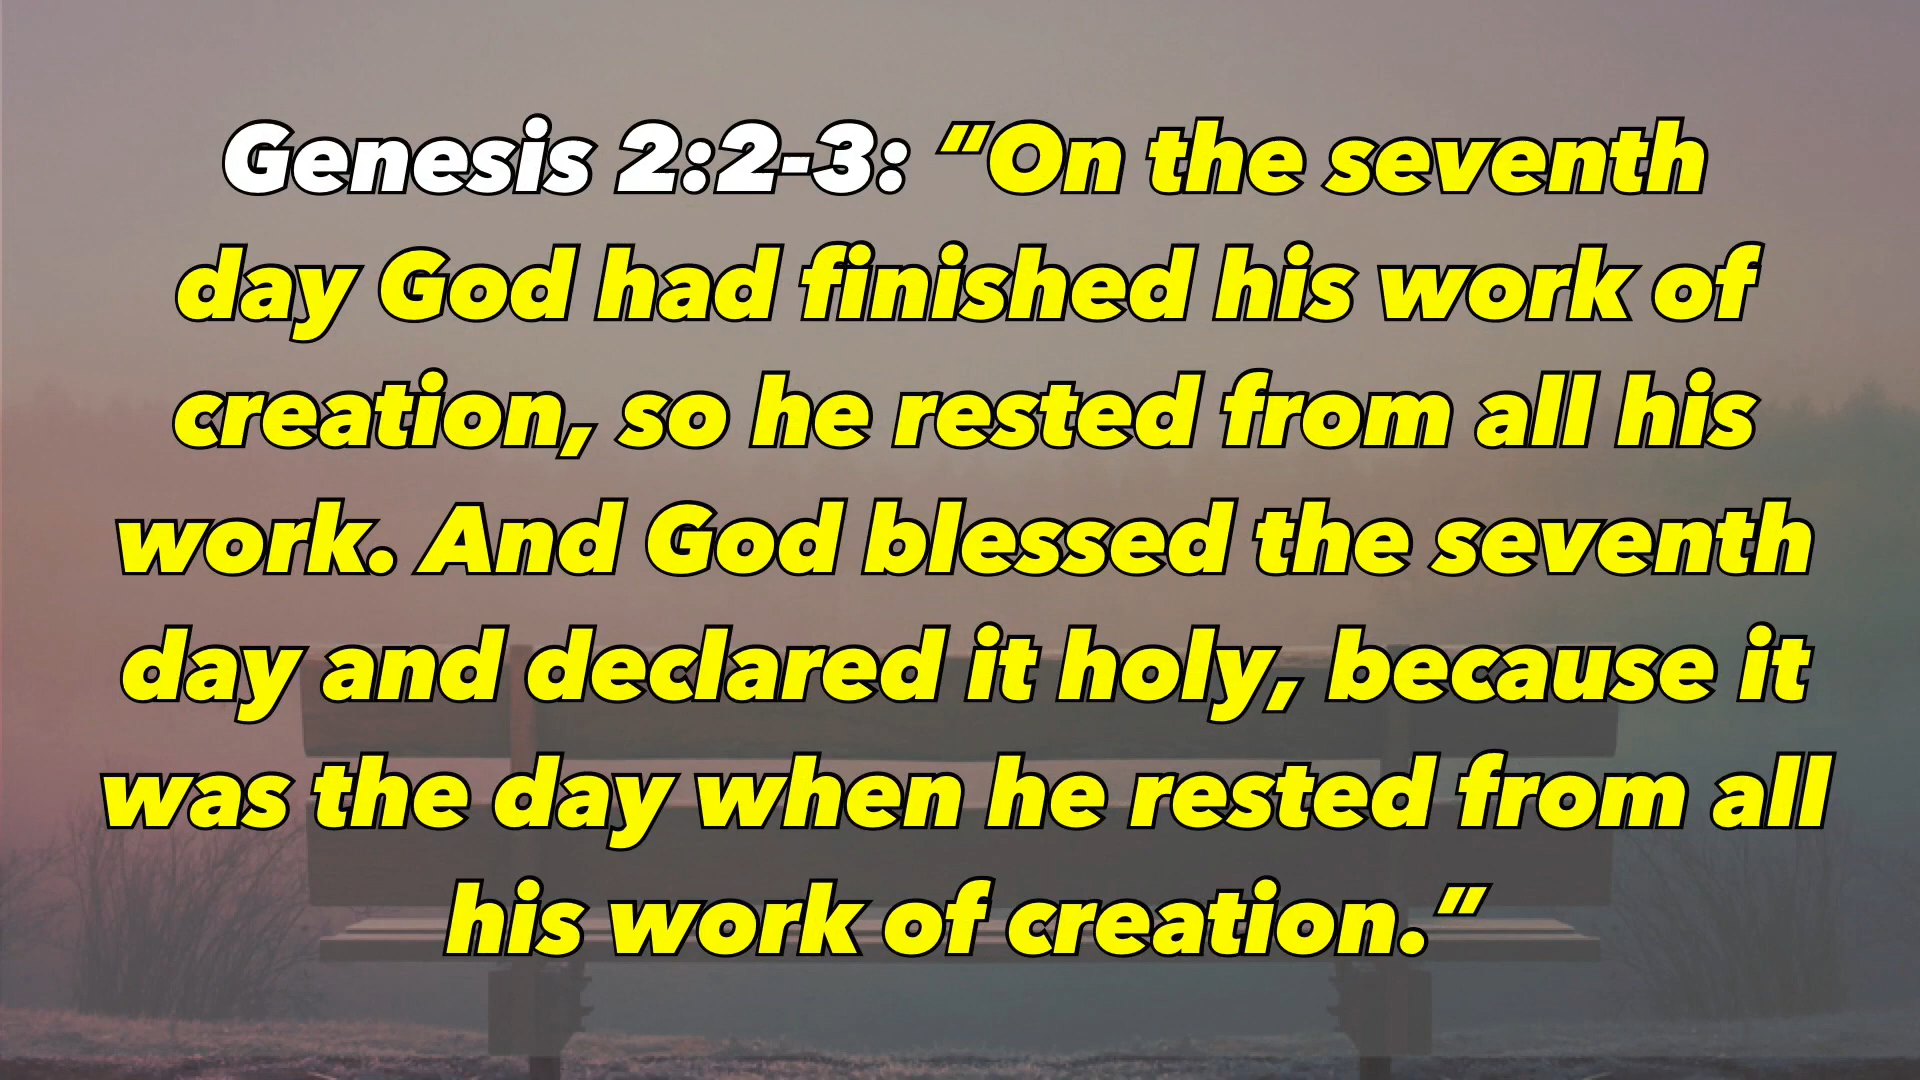 Genesis 2:2-3: “On the seventh
day God had finished his work of
creation, so he rested from all his
work. And God blessed the seventh
day and declared it holy, because it
was the day when he rested from all
his work of creation.”